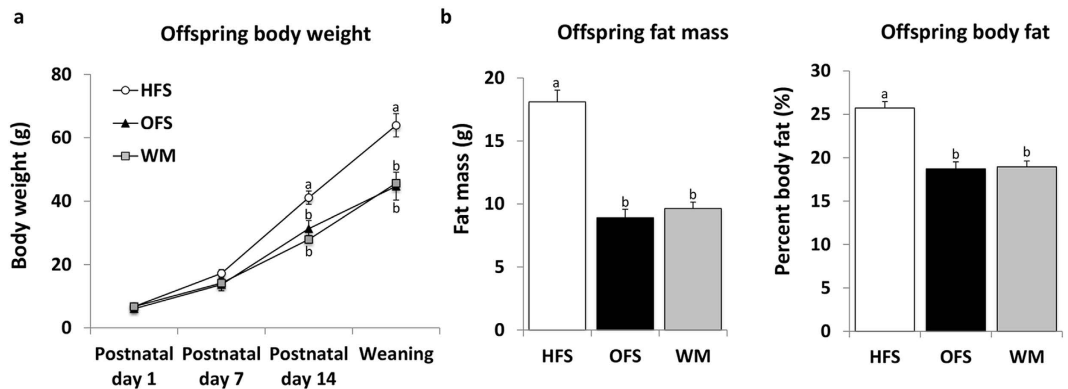 a
Offspring body weight
Body weight (g)
80
60
40
20
0
HFS
OFS
WM
a
b
b
a
b
b
Postnatal day 1
Postnatal day 7
Postnatal day 14
Weaning
b
Offspring fat mass
Fat mass (g)
20
15
10
5
0
a
b
b
HFS
OFS
WM
Offspring body fat
Percent body fat (%)
30
25
20
15
10
5
0
a
b
b
HFS
OFS
WM